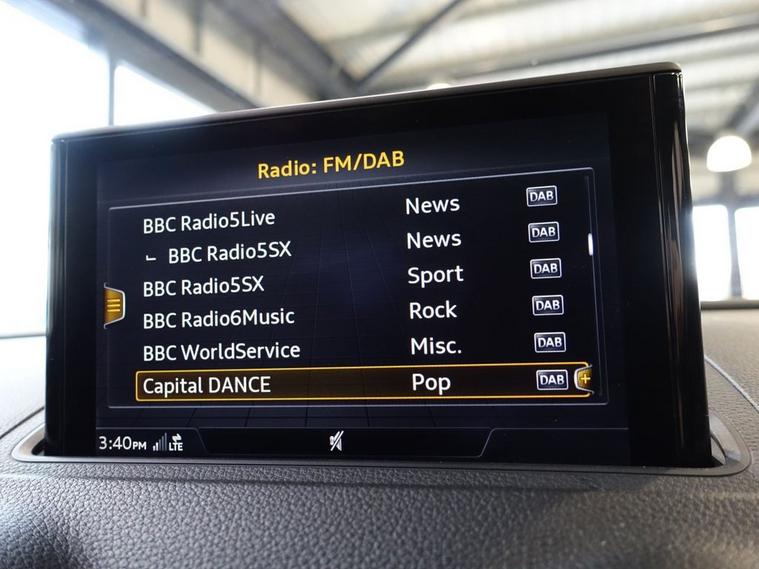 Radio: FM/DAB
BBC Radio5Live News DAB
BBC Radio5SX News DAB
BBC Radio5SX Sport DAB
BBC Radio6Music Rock DAB
BBC WorldService Misc. DAB
Capital DANCE Pop DAB +
3:40PM LTE